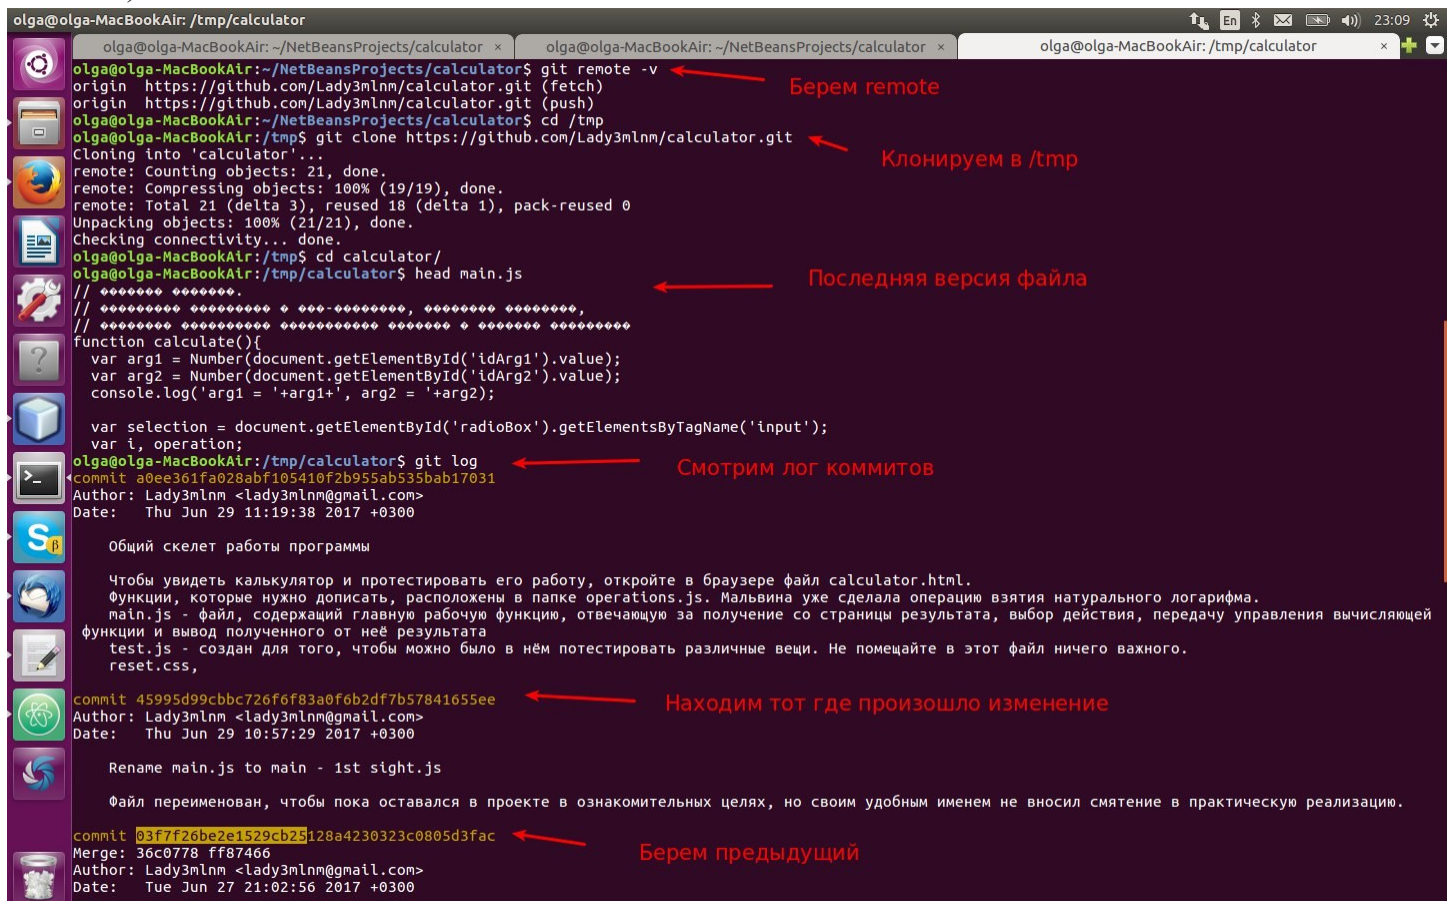 olga@olga-MacBookAir: /tmp/calculator
En
23:09
olga@olga-MacBookAir: ~/NetBeansProjects/calculator ×
olga@olga-MacBookAir: ~/NetBeansProjects/calculator ×
olga@olga-MacBookAir: /tmp/calculator ×
olga@olga-MacBookAir:~/NetBeansProjects/calculator$ git remote -v
Берем remote
origin  https://github.com/Lady3mlnm/calculator.git (fetch)
origin  https://github.com/Lady3mlnm/calculator.git (push)
olga@olga-MacBookAir:~/NetBeansProjects/calculator$ cd /tmp
olga@olga-MacBookAir:/tmp$ git clone https://github.com/Lady3mlnm/calculator.git
Клонируем в /tmp
Cloning into 'calculator'...
remote: Counting objects: 21, done.
remote: Compressing objects: 100% (19/19), done.
remote: Total 21 (delta 3), reused 18 (delta 1), pack-reused 0
Unpacking objects: 100% (21/21), done.
Checking connectivity... done.
olga@olga-MacBookAir:/tmp$ cd calculator/
olga@olga-MacBookAir:/tmp/calculator$ head main.js
Последняя версия файла
// ������� �������.
// ��������� ��������� � ���-��������, �������� ��������,
// �������� ���������� ����������� ������� � ������� ���������
function calculate(){
  var arg1 = Number(document.getElementById('idArg1').value);
  var arg2 = Number(document.getElementById('idArg2').value);
  console.log('arg1 = '+arg1+', arg2 = '+arg2);
  var selection = document.getElementById('radioBox').getElementsByTagName('input');
  var i, operation;
olga@olga-MacBookAir:/tmp/calculator$ git log
Смотрим лог коммитов
commit a0ee361fa028abf105410f2b955ab535bab17031
Author: Lady3mlnm <lady3mlnm@gmail.com>
Date:   Thu Jun 29 11:19:38 2017 +0300
Общий скелет работы программы
Чтобы увидеть калькулятор и протестировать его работу, откройте в браузере файл calculator.html.
Функции, которые нужно дописать, расположены в папке operations.js. Мальвина уже сделала операцию взятия натурального логарифма.
main.js - файл, содержащий главную рабочую функцию, отвечающую за получение со страницы результата, выбор действия, передачу управления вычисляющей
функции и вывод полученного от неё результата
test.js - создан для того, чтобы можно было в нём потестировать различные вещи. Не помещайте в этот файл ничего важного.
reset.css,
commit 45995d99cbbc726f6f83a0f6b2df7b57841655ee
Находим тот где произошло изменение
Author: Lady3mlnm <lady3mlnm@gmail.com>
Date:   Thu Jun 29 10:57:29 2017 +0300
Rename main.js to main - 1st sight.js
Файл переименован, чтобы пока оставался в проекте в ознакомительных целях, но своим удобным именем не вносил смятение в практическую реализацию.
commit 03f7f26be2e1529cb25128a4230323c0805d3fac
Берем предыдущий
Merge: 36c0778 ff87466
Author: Lady3mlnm <lady3mlnm@gmail.com>
Date:   Tue Jun 27 21:02:56 2017 +0300